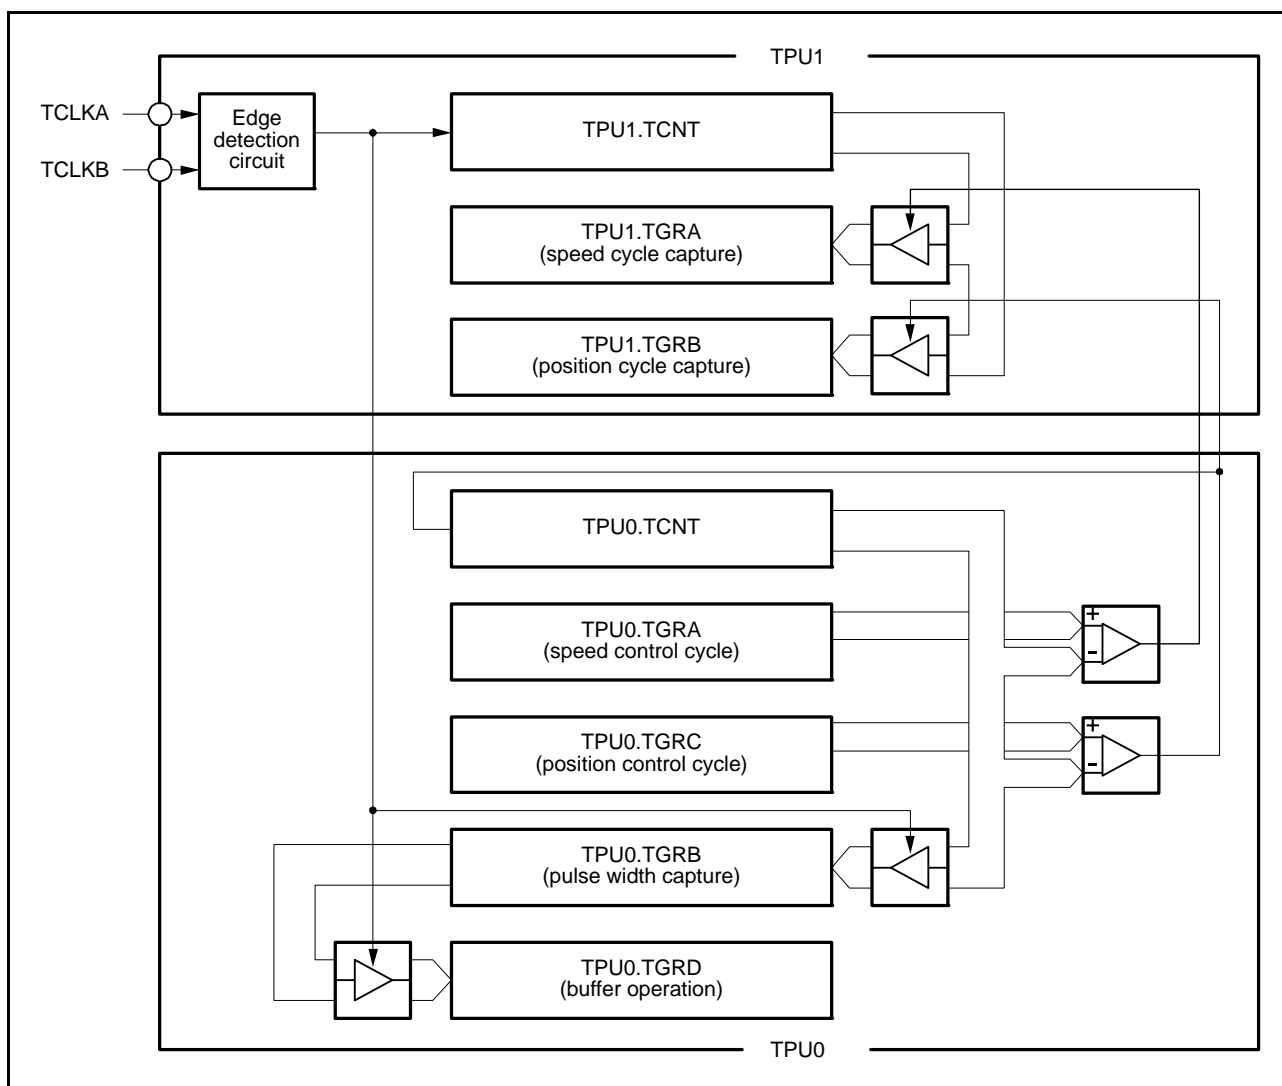 TPU1
TCLKA
TCLKB
Edge
detection
circuit
TPU1.TCNT
TPU1.TGRA
(speed cycle capture)
TPU1.TGRB
(position cycle capture)
TPU0.TCNT
TPU0.TGRA
(speed control cycle)
+
-
TPU0.TGRC
(position control cycle)
+
-
TPU0.TGRB
(pulse width capture)
TPU0.TGRD
(buffer operation)
TPU0